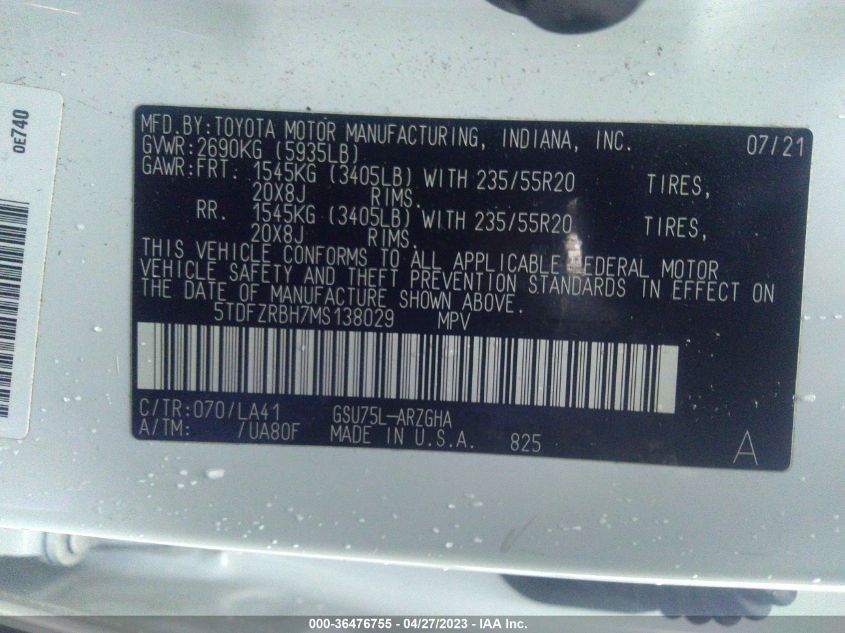 0E740
MFD.BY:TOYOTA MOTOR MANUFACTURING, INDIANA, INC. 07/21
GVWR:2690KG (5935LB)
GAWR:FRT. 1545KG (3405LB) WITH 235/55R20 TIRES,
20X8J RIMS.
RR. 1545KG (3405LB) WITH 235/55R20 TIRES,
20X8J RIMS.
THIS VEHICLE CONFORMS TO ALL APPLICABLE FEDERAL MOTOR
VEHICLE SAFETY AND THEFT PREVENTION STANDARDS IN EFFECT ON
THE DATE OF MANUFACTURE SHOWN ABOVE.
5TDFZRBH7MS138029 MPV
C/TR:070/LA41 GSU75L-ARZGHA
A/TM: /UA80F MADE IN U.S.A. 825 A
000-36476755 - 04/27/2023 - IAA Inc.